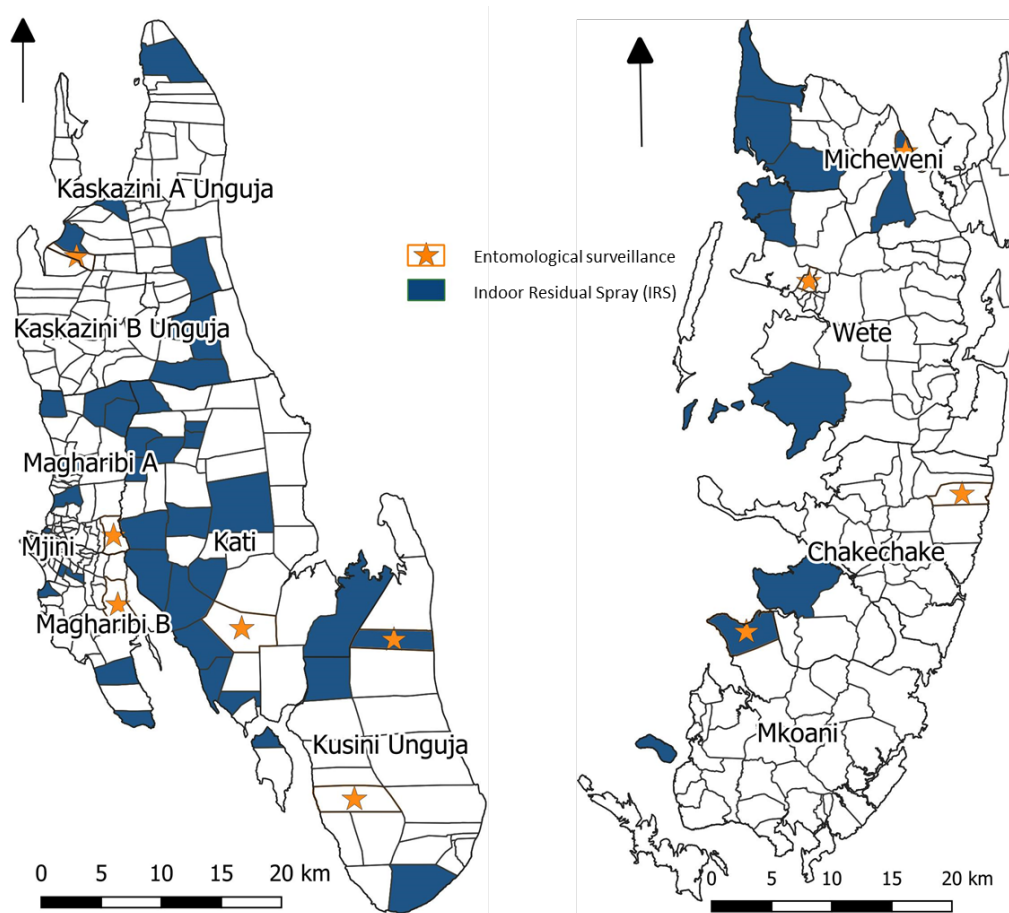 Kaskazini A Unguja
Kaskazini B Unguja
Magharibi A
Mjini
Kati
Magharibi B
Kusini Unguja
0 5 10 15 20 km
Entomological surveillance
Indoor Residual Spray (IRS)
Micheweni
Wete
Chakechake
Mkoani
0 5 10 15 20 km